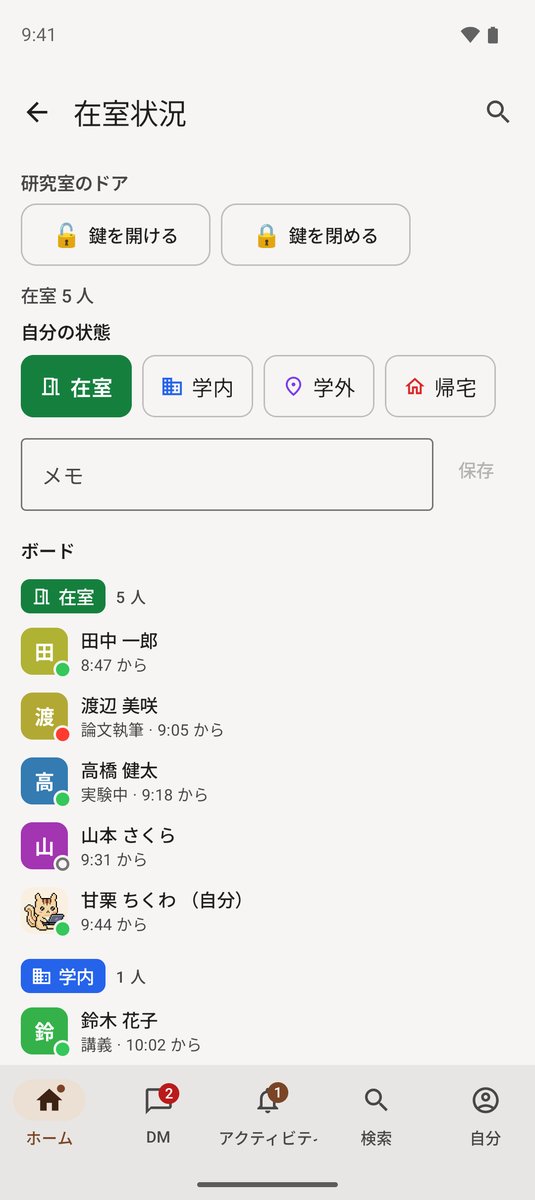 9:41
在室状況
研究室のドア
鍵を開ける 鍵を閉める
在室 5 人
自分の状態
在室 学内 学外 帰宅
メモ 保存
ボード
在室 5 人
田 田中 一郎
8:47 から
渡 渡辺 美咲
論文執筆 · 9:05 から
高 高橋 健太
実験中 · 9:18 から
山 山本 さくら
9:31 から
甘栗 ちくわ （自分）
9:44 から
学内 1 人
鈴 鈴木 花子
講義 · 10:02 から
2 1
ホーム DM アクティビテ 検索 自分